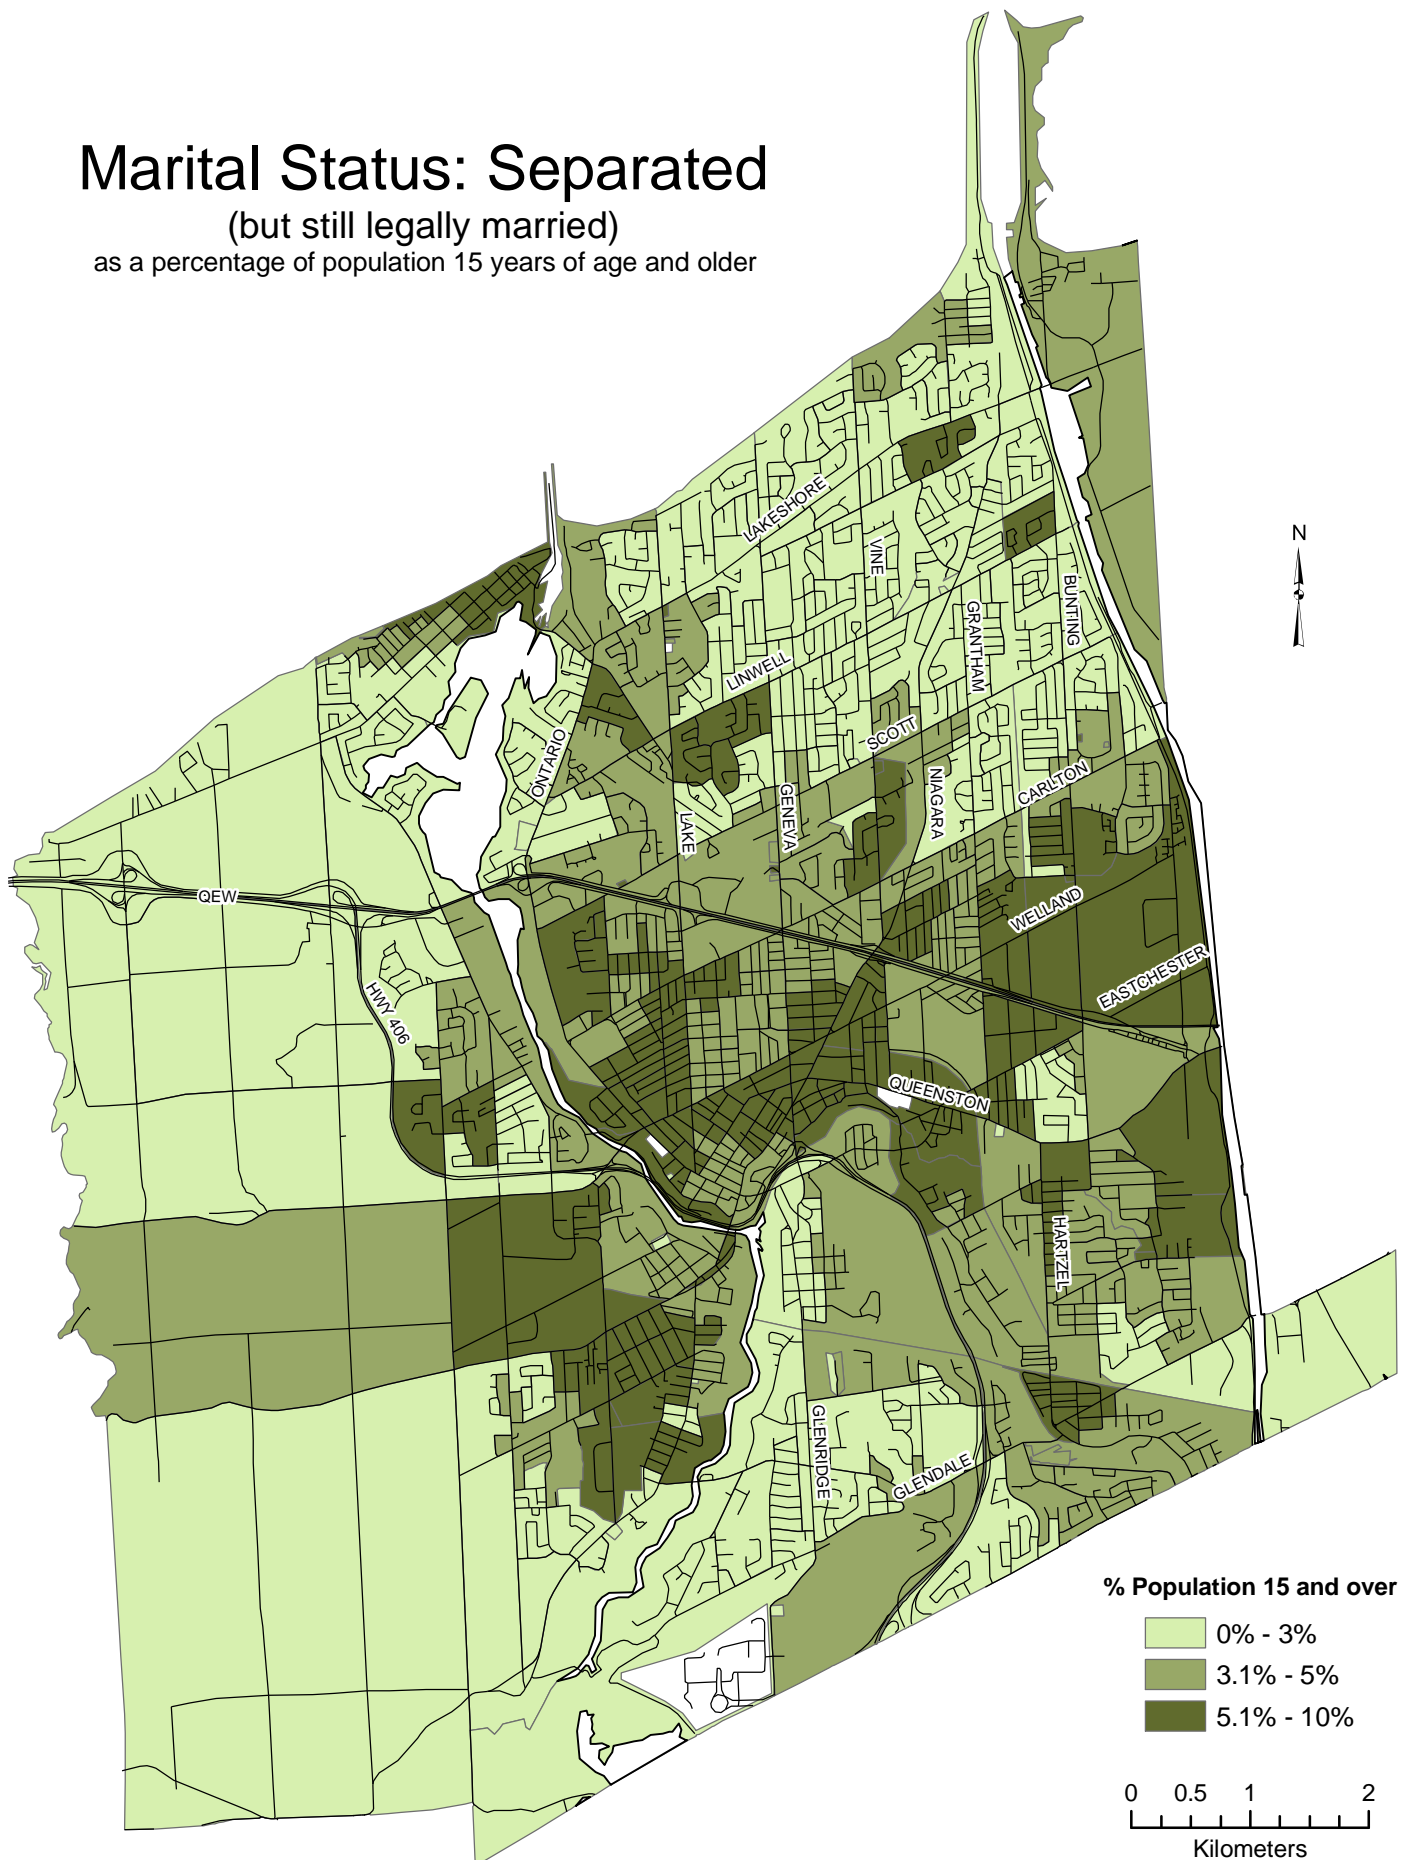 Marital Status: Separated
(but still legally married)
as a percentage of population 15 years of age and older
LAKESHORE
VINE
N
BUNTING
GRANTHAM
LINWELL
SCOTT
ONTARIO
NIAGARA
CARLTON
GENEVA
LAKE
QEW
WELLAND
EASTCHESTER
HWY 406
QUEENSTON
HARTZEL
GLENRIDGE
GLENDALE
% Population 15 and over
0% - 3%
3.1% - 5%
5.1% - 10%
0 0.5 1 2
Kilometers